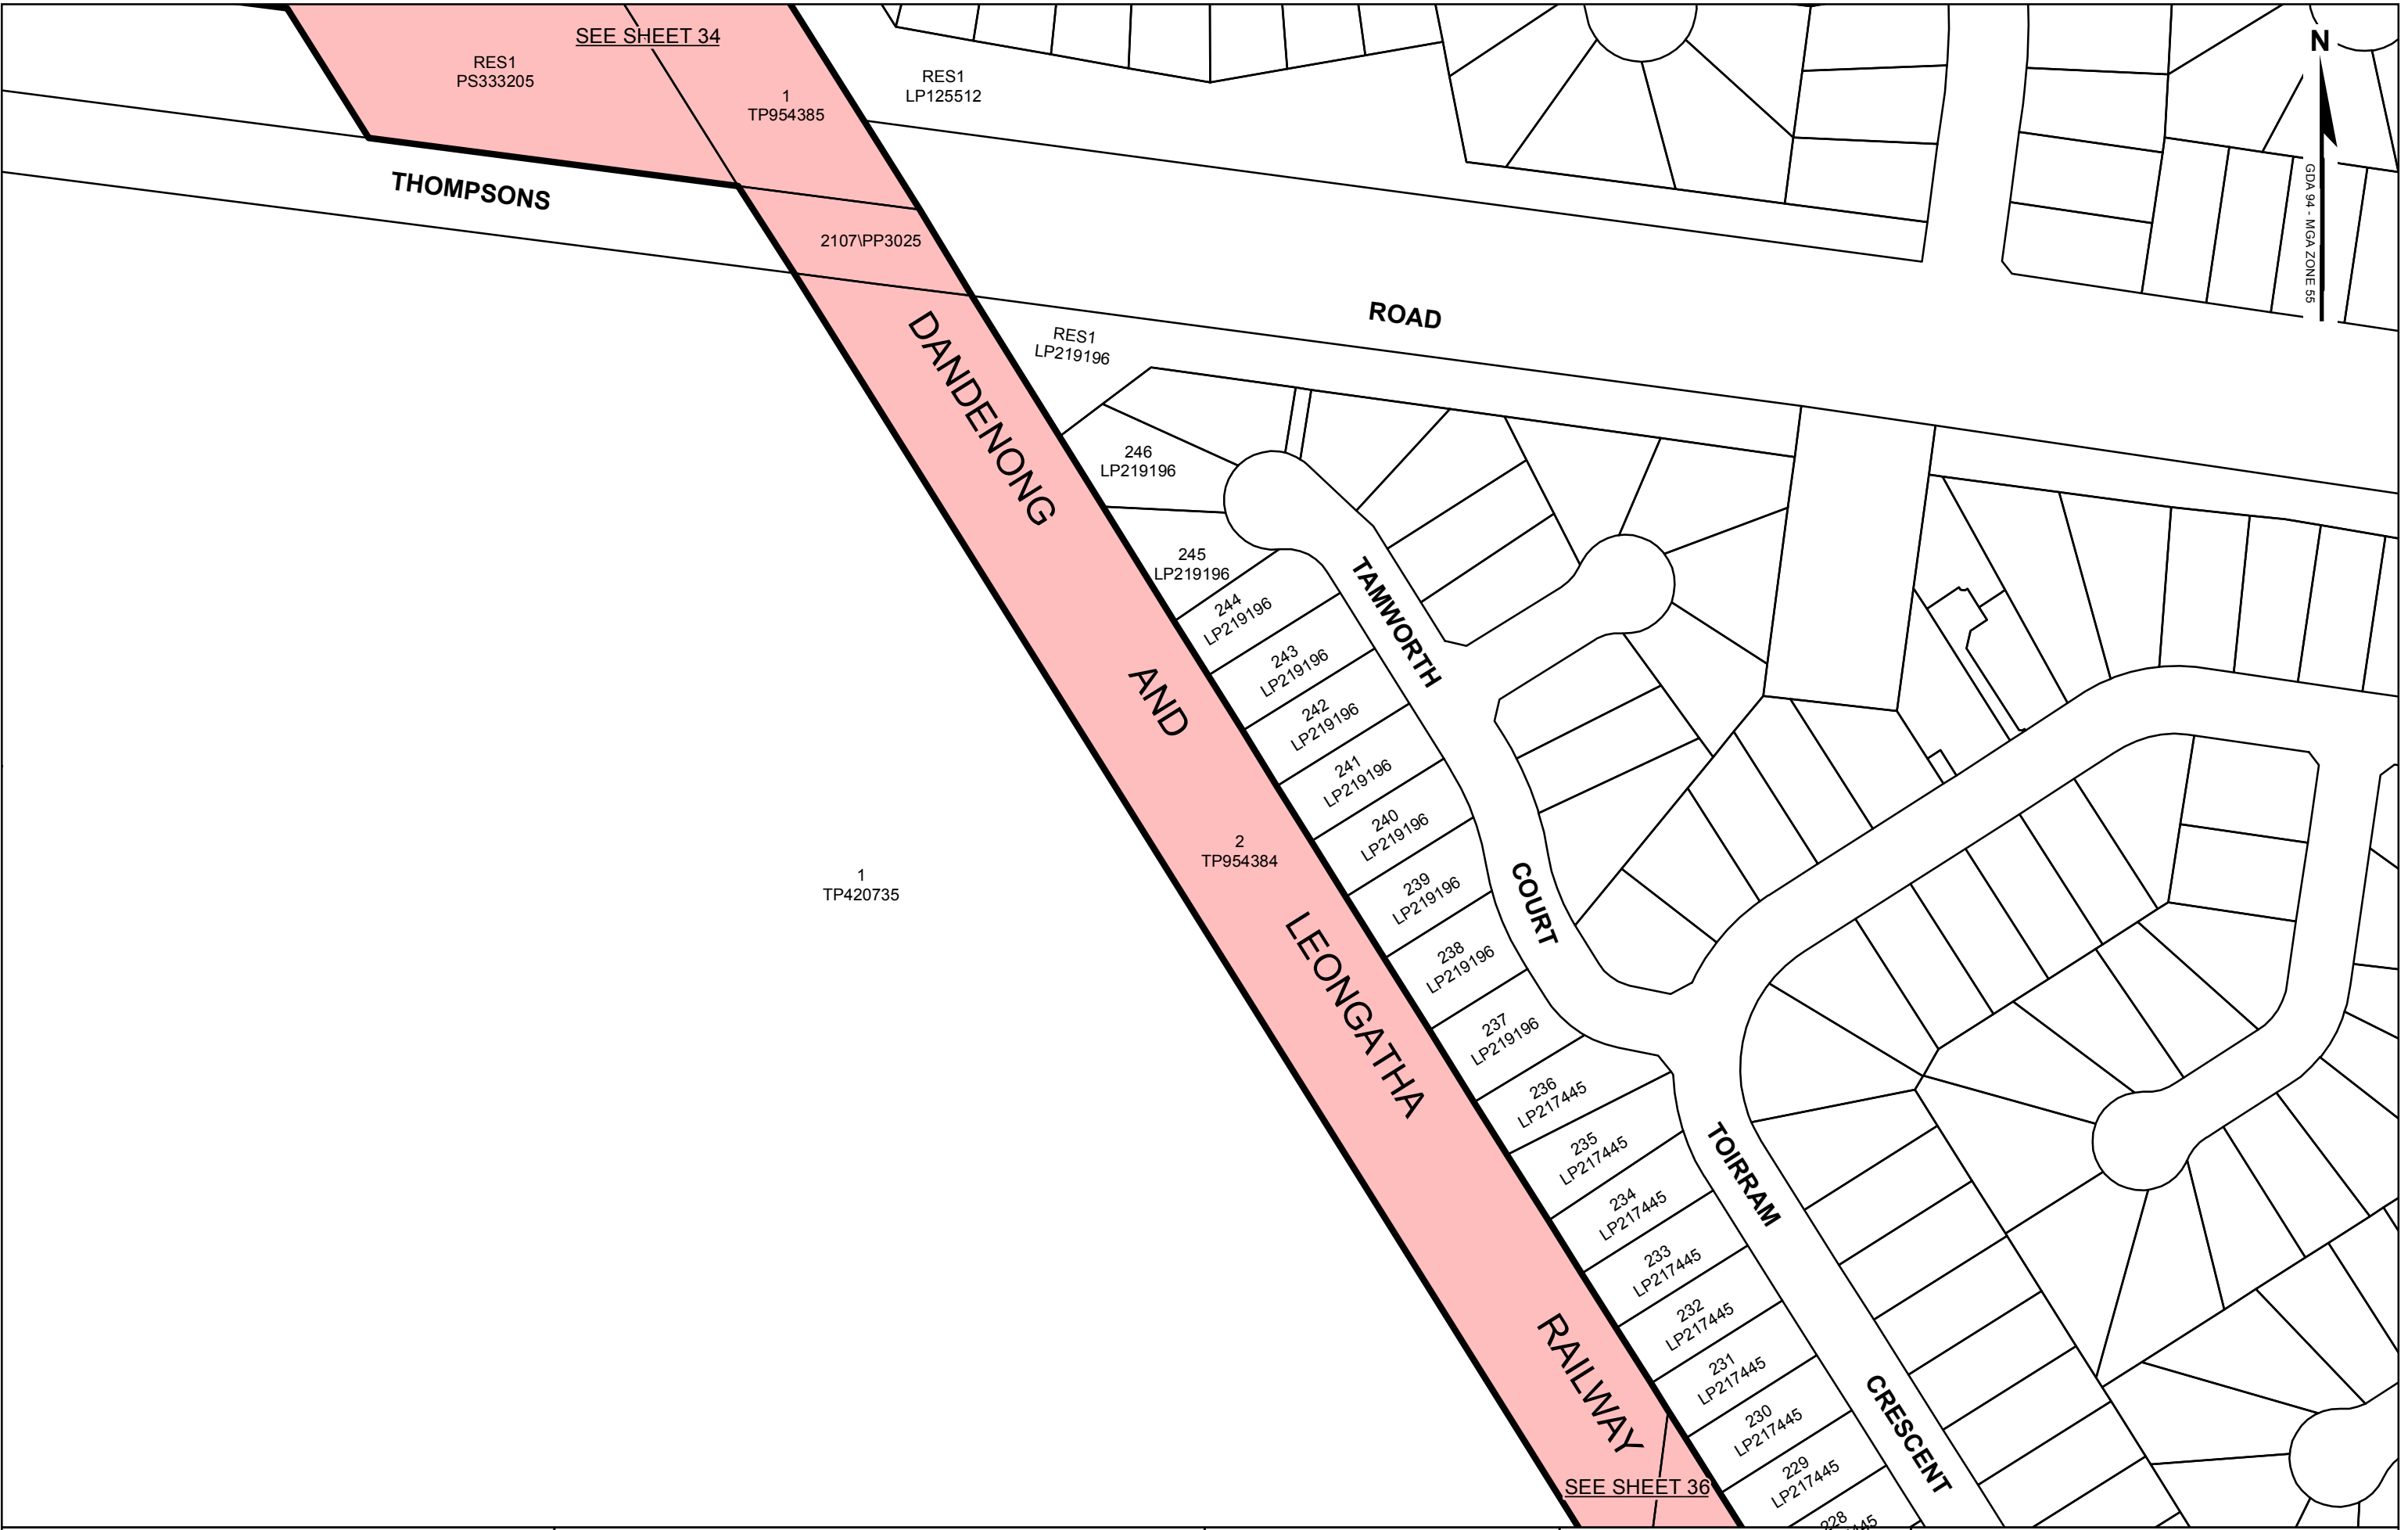 SEE SHEET 34
N
RES1
PS333205
1
TP954385
RES1
LP125512
GDA 94 - MGA ZONE 55
THOMPSONS
2107\PP3025
ROAD
RES1
LP219196
DANDENONG
246
LP219196
245
LP219196
TAMWORTH
244
LP219196
243
LP219196
AND
242
LP219196
241
LP219196
240
LP219196
2
TP954384
1
TP420735
239
LP219196
COURT
LEONGATHA
238
LP219196
237
LP219196
236
LP217445
235
LP217445
TOIRRAM
234
LP217445
233
LP217445
232
LP217445
RAILWAY
231
LP217445
CRESCENT
230
LP217445
229
LP217445
SEE SHEET 36
228